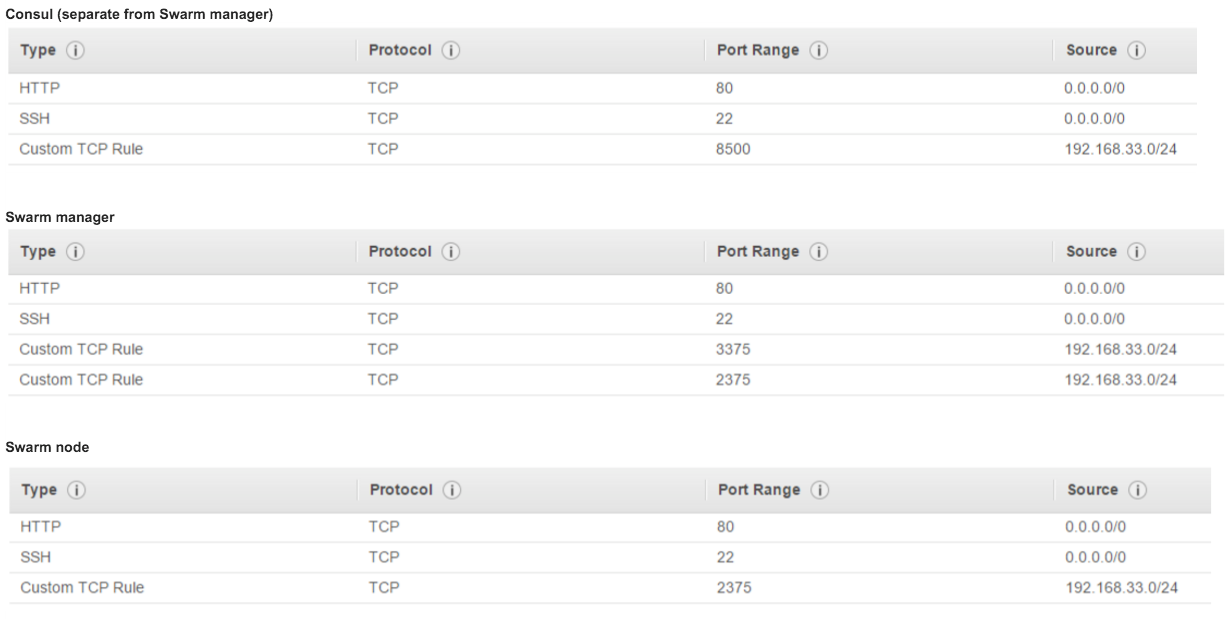 Consul (separate from Swarm manager)
Type Protocol Port Range Source
HTTP TCP 80 0.0.0.0/0
SSH TCP 22 0.0.0.0/0
Custom TCP Rule TCP 8500 192.168.33.0/24
Swarm manager
Type Protocol Port Range Source
HTTP TCP 80 0.0.0.0/0
SSH TCP 22 0.0.0.0/0
Custom TCP Rule TCP 3375 192.168.33.0/24
Custom TCP Rule TCP 2375 192.168.33.0/24
Swarm node
Type Protocol Port Range Source
HTTP TCP 80 0.0.0.0/0
SSH TCP 22 0.0.0.0/0
Custom TCP Rule TCP 2375 192.168.33.0/24